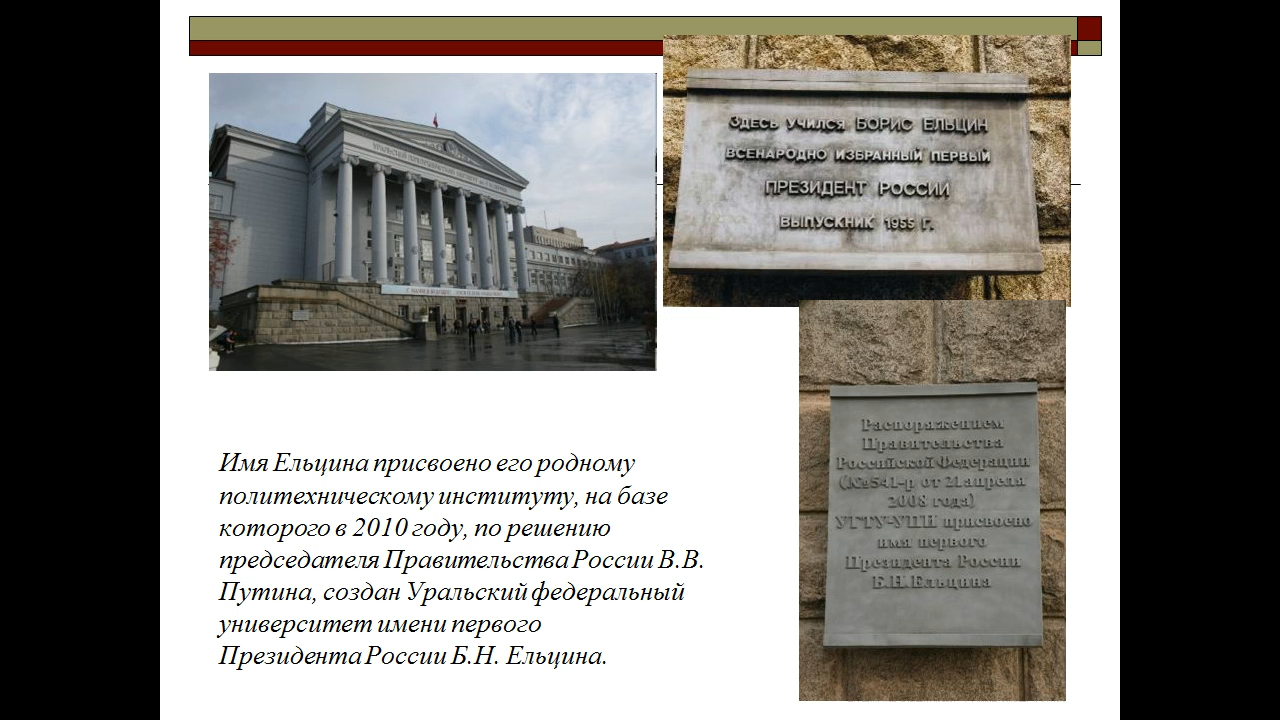 ЗДЕСЬ УЧИЛСЯ БОРИС ЕЛЬЦИН
ВСЕНАРОДНО ИЗБРАННЫЙ ПЕРВЫЙ
ПРЕЗИДЕНТ РОССИИ
ВЫПУСКНИК 1955 Г.
Распоряжением
Правительства
Российской Федерации
(№541-р от 21 апреля
2008 года)
УГТУ-УПИ присвоено
имя первого
Президента России
Б.Н.Ельцина
Имя Ельцина присвоено его родному
политехническому институту, на базе
которого в 2010 году, по решению
председателя Правительства России В.В.
Путина, создан Уральский федеральный
университет имени первого
Президента России Б.Н. Ельцина.